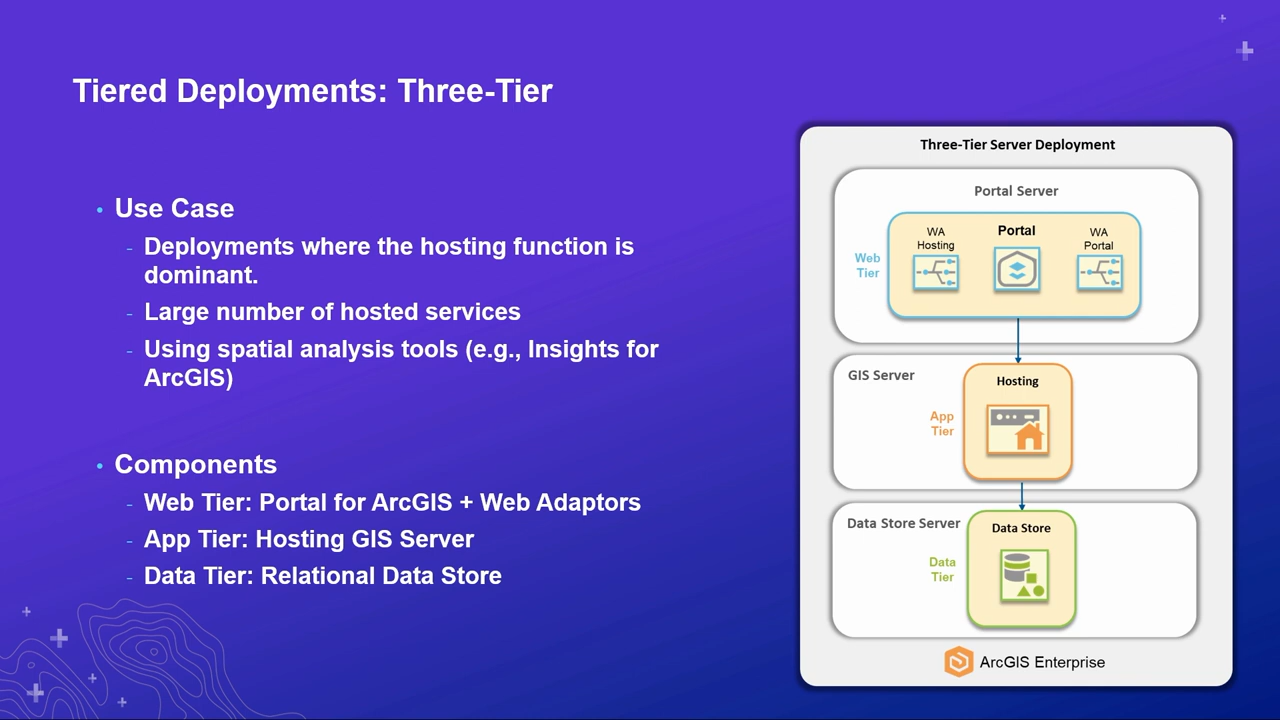 Tiered Deployments: Three-Tier
• Use Case
- Deployments where the hosting function is
dominant.
- Large number of hosted services
- Using spatial analysis tools (e.g., Insights for
ArcGIS)
• Components
- Web Tier: Portal for ArcGIS + Web Adaptors
- App Tier: Hosting GIS Server
- Data Tier: Relational Data Store
Three-Tier Server Deployment
Portal Server
Web
Tier
WA
Hosting
Portal
WA
Portal
GIS Server
App
Tier
Hosting
Data Store Server
Data
Tier
Data Store
ArcGIS Enterprise